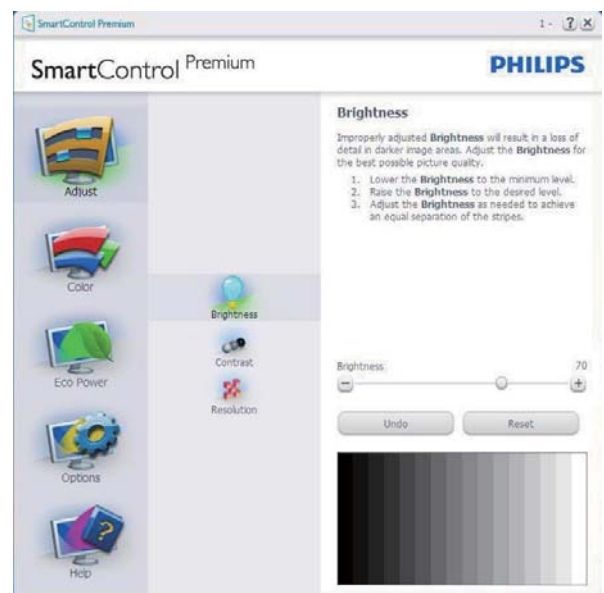 SmartControl Premium
1 -
?
SmartControl Premium
PHILIPS
Adjust
Color
Eco Power
Options
?
Help
Brightness
Contrast
Resolution
Brightness
Improperly adjusted Brightness will result in a loss of
detail in darker image areas. Adjust the Brightness for
the best possible picture quality.
1. Lower the Brightness to the minimum level.
2. Raise the Brightness to the desired level.
3. Adjust the Brightness as needed to achieve
an equal separation of the stripes.
Brightness 70
Undo Reset